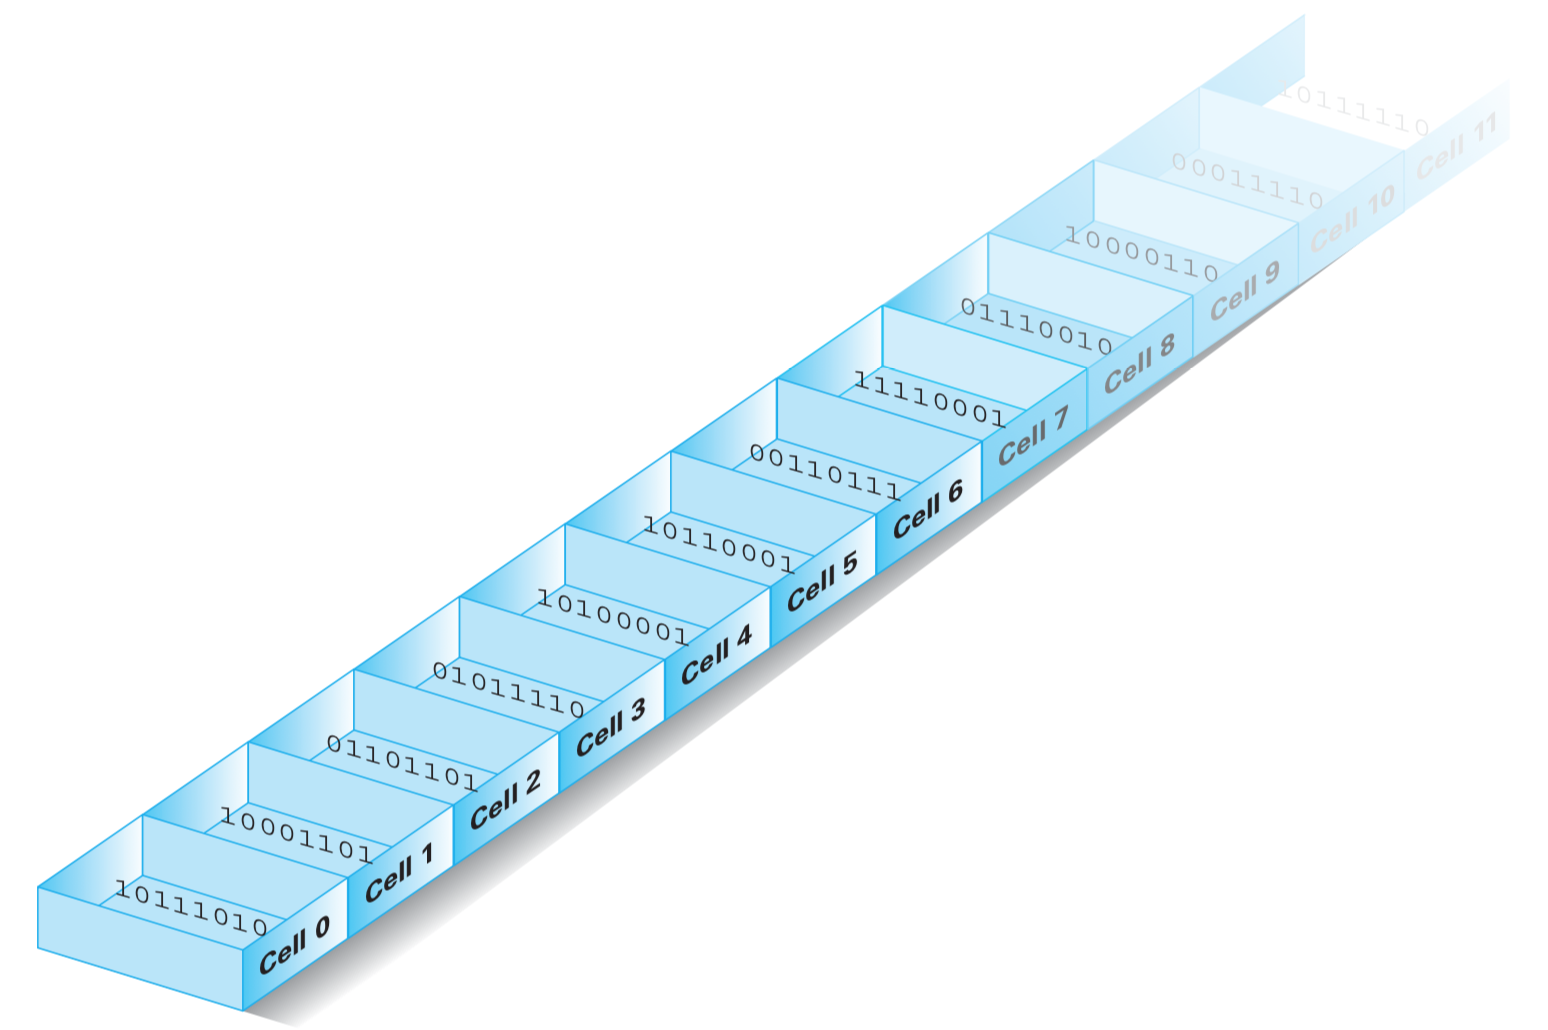 10111010
Cell 0
10001101
Cell 1
01101101
Cell 2
01011110
Cell 3
10100001
Cell 4
10110001
Cell 5
00110111
Cell 6
11110001
Cell 7
01110010
Cell 8
10000110
Cell 9
00011110
Cell 10
10111110
Cell 11